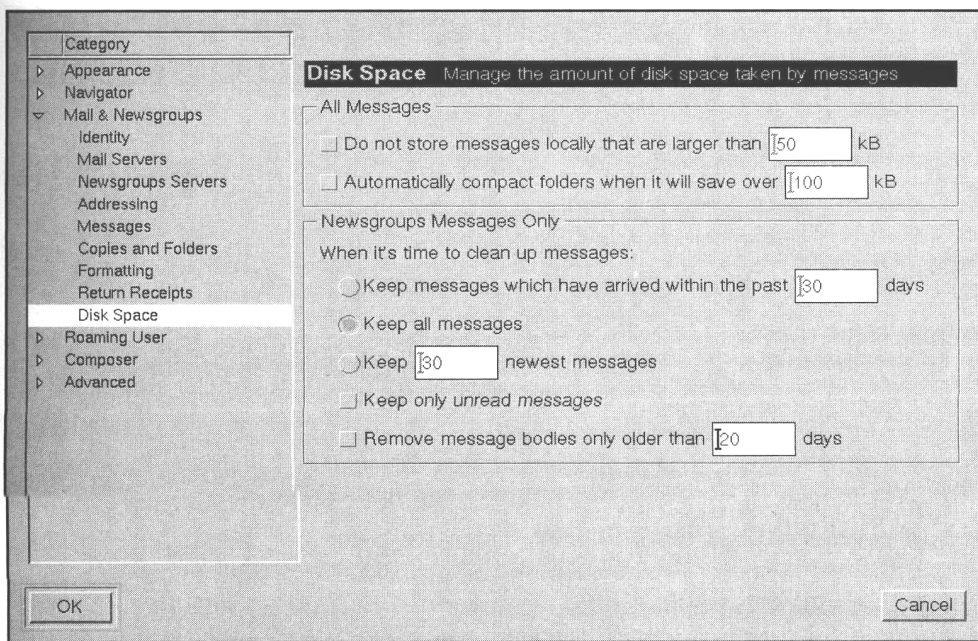 Category
Appearance
Navigator
Mail & Newsgroups
Identity
Mail Servers
Newsgroups Servers
Addressing
Messages
Copies and Folders
Formatting
Return Receipts
Disk Space
Roaming User
Composer
Advanced
Disk Space Manage the amount of disk space taken by messages
All Messages
Do not store messages locally that are larger than 50 kB
Automatically compact folders when it will save over 100 kB
Newsgroups Messages Only
When it's time to clean up messages:
Keep messages which have arrived within the past 30 days
Keep all messages
Keep 30 newest messages
Keep only unread messages
Remove message bodies only older than 20 days
OK
Cancel